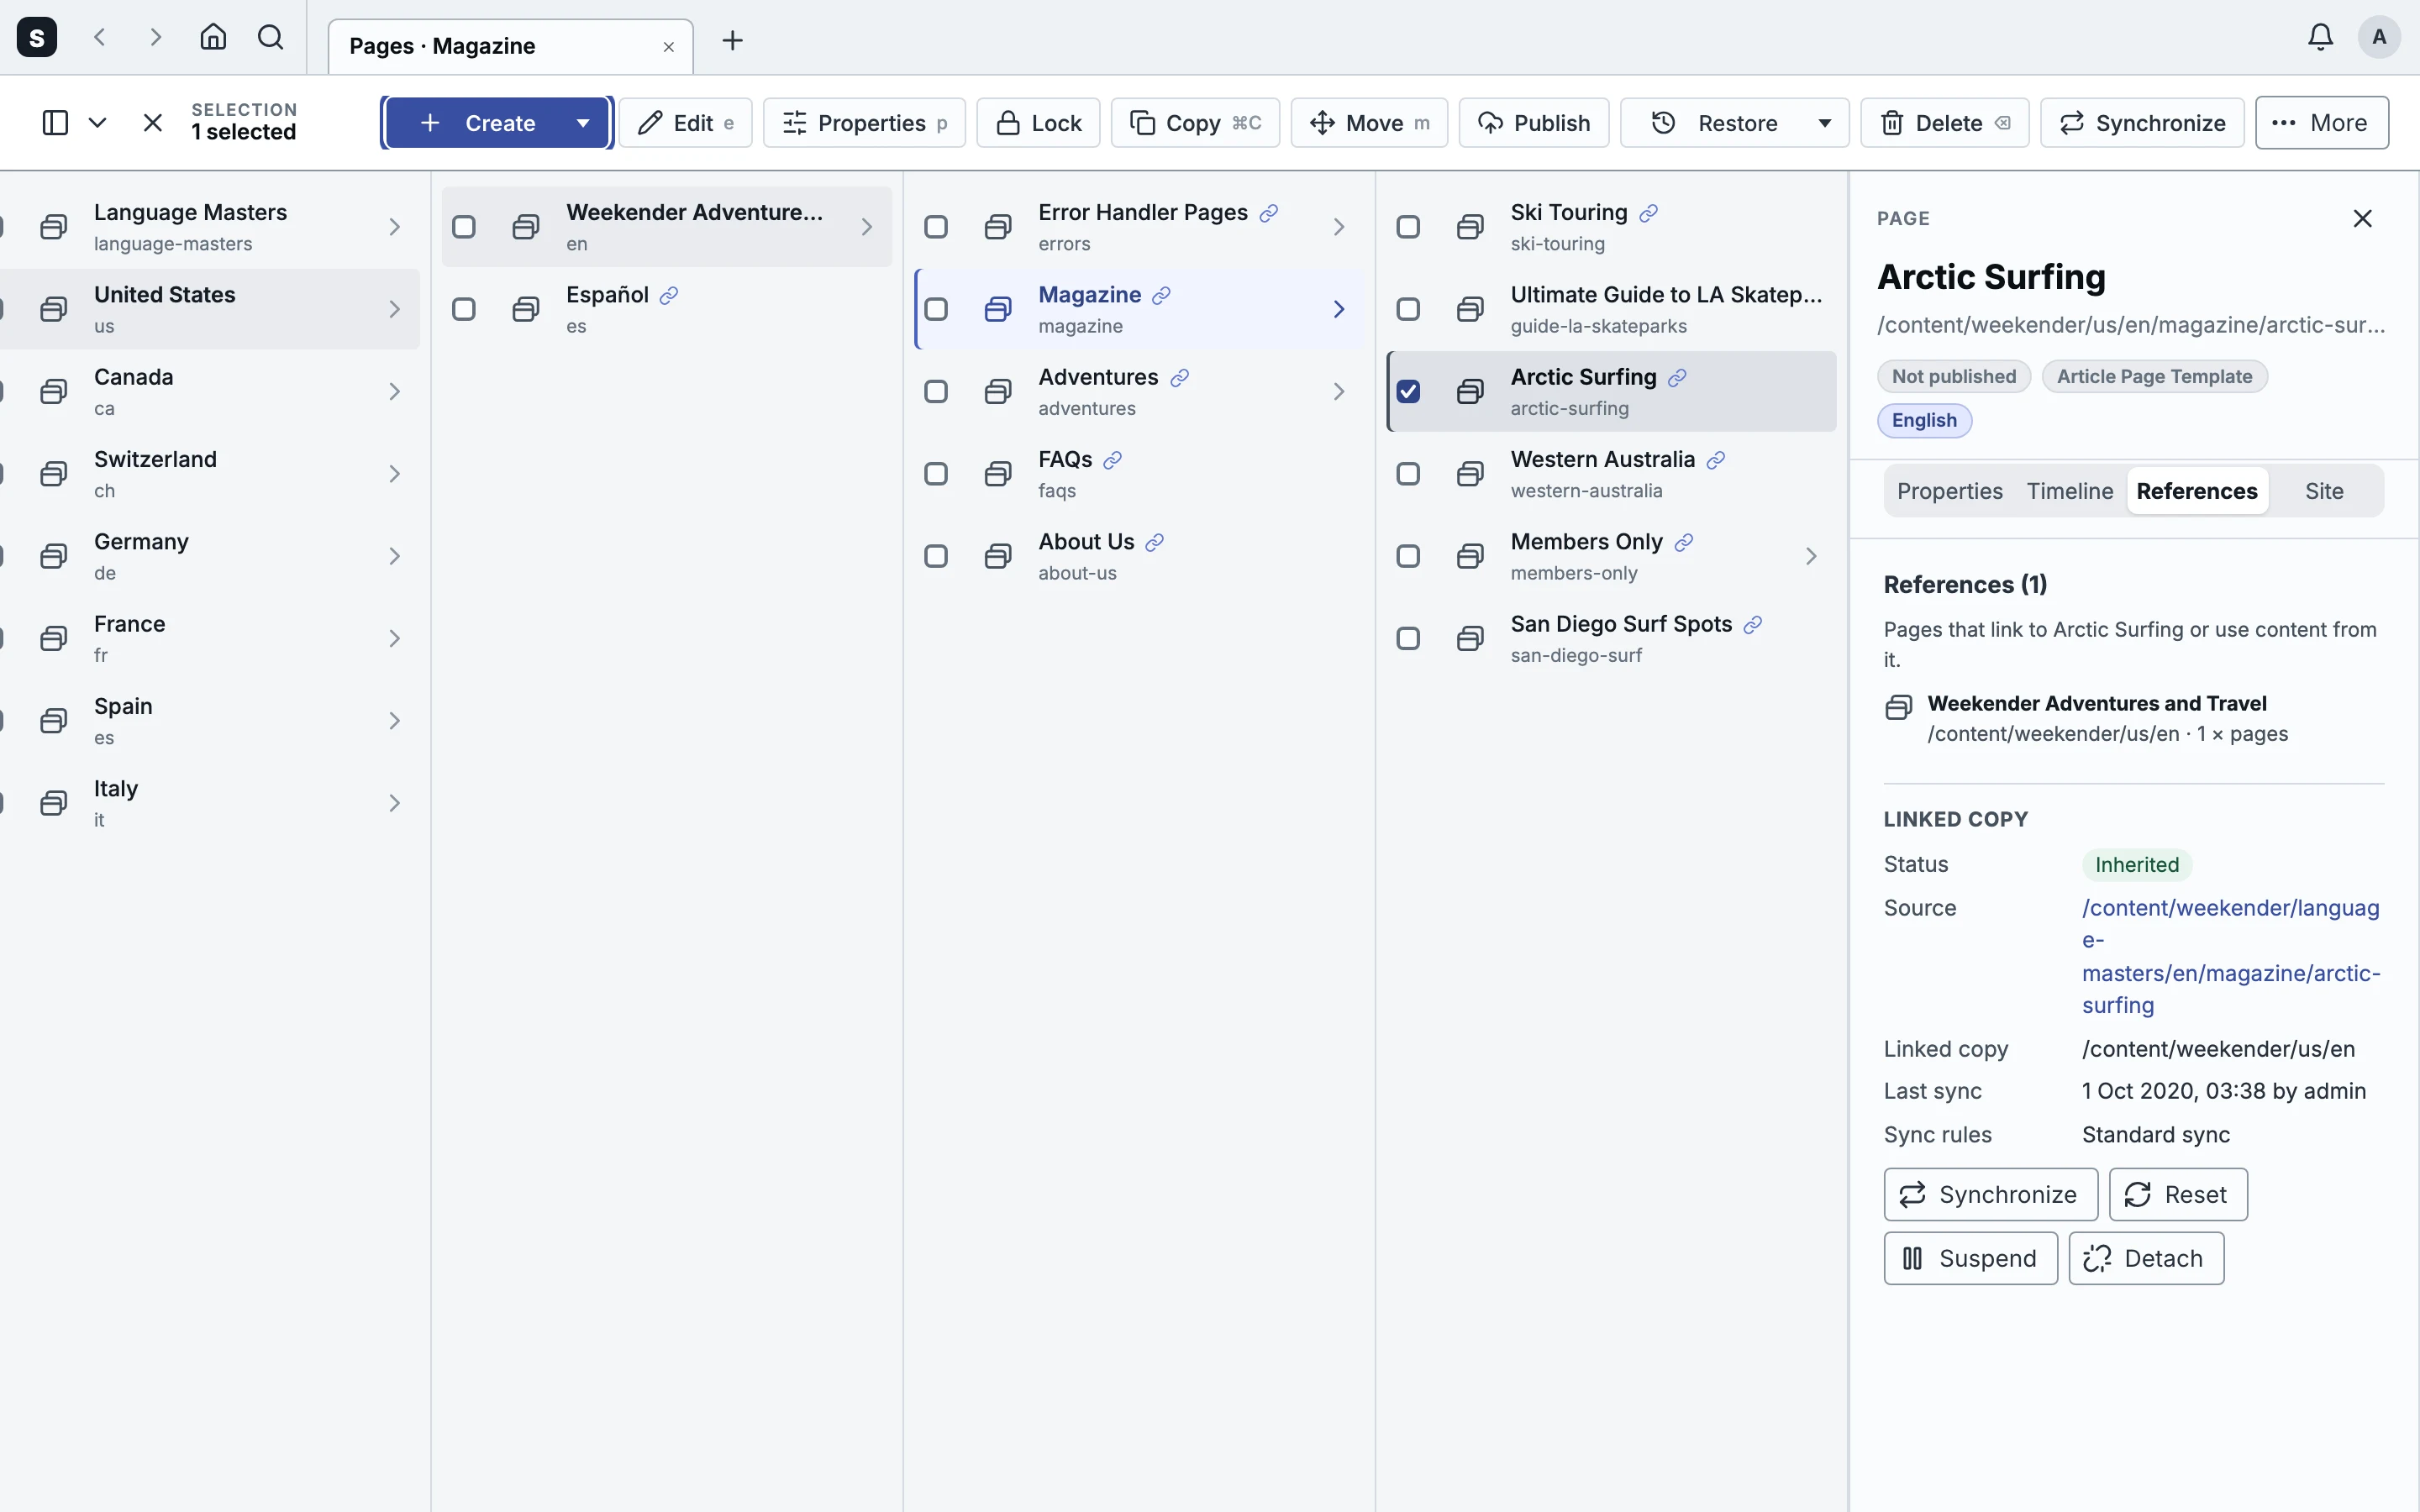 S
Pages · Magazine
A
SELECTION
1 selected
Create
Edit e
Properties p
Lock
Copy ⌘C
Move m
Publish
Restore
Delete
Synchronize
More
Language Masters
language-masters
United States
us
Canada
ca
Switzerland
ch
Germany
de
France
fr
Spain
es
Italy
it
Weekender Adventure...
en
Español
es
Error Handler Pages
errors
Magazine
magazine
Adventures
adventures
FAQs
faqs
About Us
about-us
Ski Touring
ski-touring
Ultimate Guide to LA Skatep...
guide-la-skateparks
Arctic Surfing
arctic-surfing
Western Australia
western-australia
Members Only
members-only
San Diego Surf Spots
san-diego-surf
PAGE
Arctic Surfing
/content/weekender/us/en/magazine/arctic-sur...
Not published
Article Page Template
English
Properties
Timeline
References
Site
References (1)
Pages that link to Arctic Surfing or use content from
it.
Weekender Adventures and Travel
/content/weekender/us/en · 1 × pages
LINKED COPY
Status
Inherited
Source
/content/weekender/languag
e-
masters/en/magazine/arctic-
surfing
Linked copy
/content/weekender/us/en
Last sync
1 Oct 2020, 03:38 by admin
Sync rules
Standard sync
Synchronize
Reset
Suspend
Detach